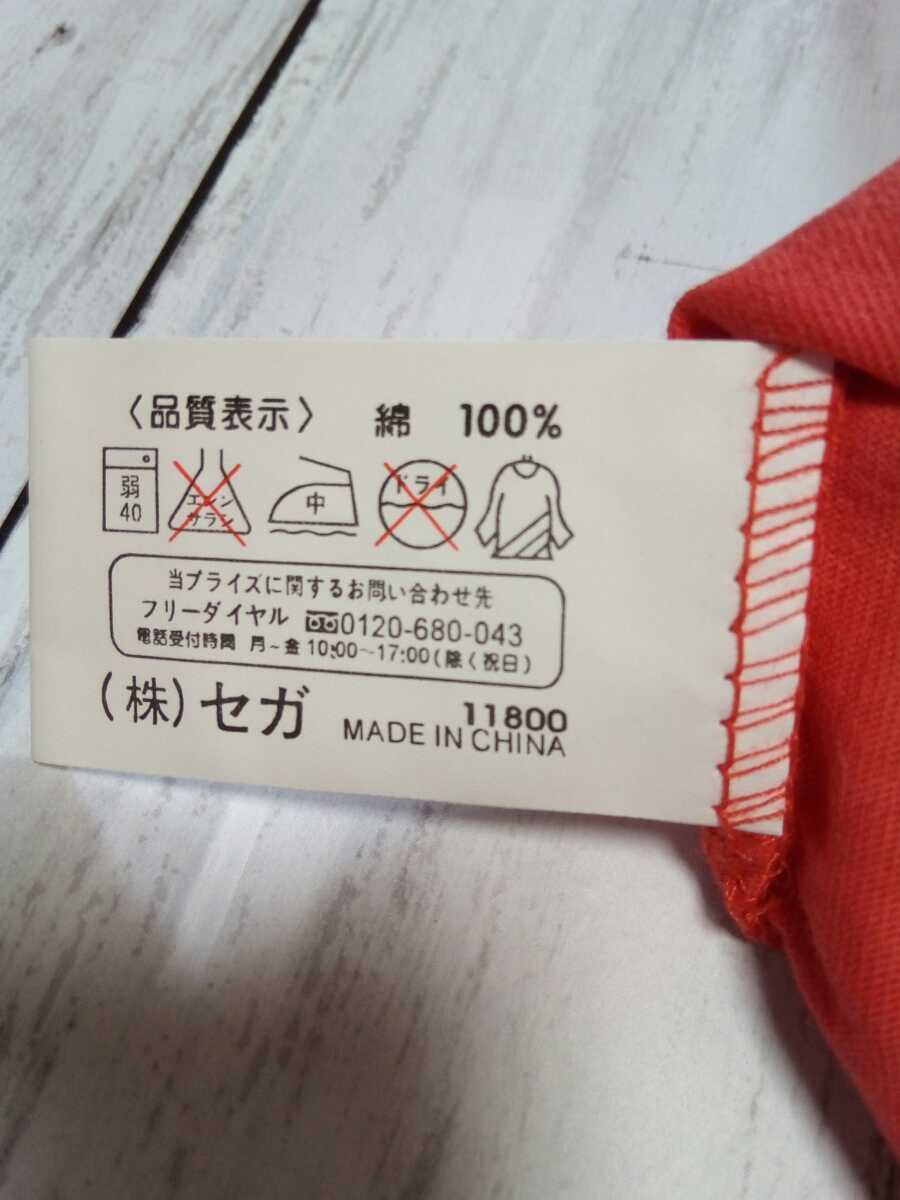 〈品質表示〉 綿 100%
弱
40
エンソ
サラシ
中
ドライ
当プライズに関するお問い合わせ先
フリーダイヤル 0120-680-043
電話受付時間 月～金 10:00～17:00(除く祝日)
(株)セガ 11800
MADE IN CHINA